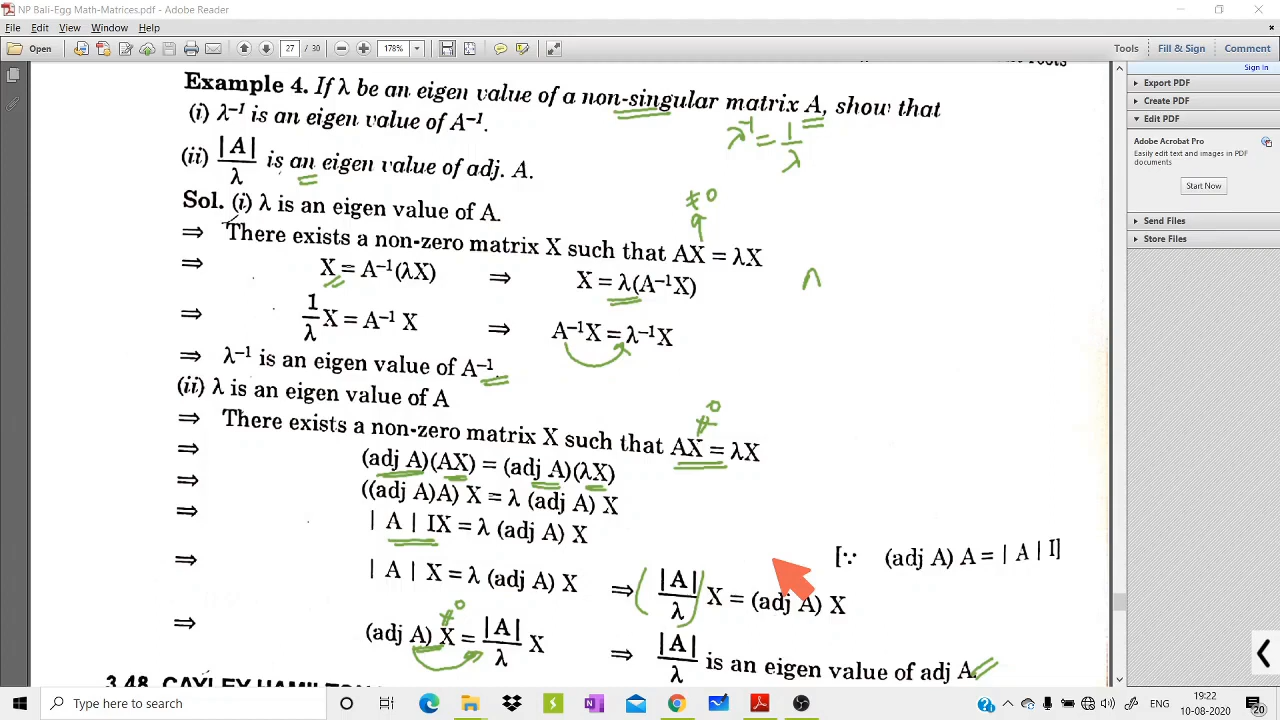 NP Bali-Egg Math-Matrices.pdf - Adobe Reader
File Edit View Window Help
Open 27 / 30 178% Tools Fill & Sign Comment
Sign In
Example 4. If λ be an eigen value of a non-singular matrix A, show that
(i) λ⁻¹ is an eigen value of A⁻¹.
λ⁻¹ = 1/λ
(ii) |A|/λ is an eigen value of adj. A.
Sol. (i) λ is an eigen value of A.
≠0
⇒ There exists a non-zero matrix X such that AX = λX
⇒ X = A⁻¹(λX) ⇒ X = λ(A⁻¹X)
⇒ 1/λ X = A⁻¹ X ⇒ A⁻¹X = λ⁻¹X
⇒ λ⁻¹ is an eigen value of A⁻¹.
(ii) λ is an eigen value of A
≠0
⇒ There exists a non-zero matrix X such that AX = λX
⇒ (adj A)(AX) = (adj A)(λX)
⇒ ((adj A)A) X = λ (adj A) X
⇒ | A | IX = λ (adj A) X
[∵ (adj A) A = | A | I]
⇒ | A | X = λ (adj A) X ⇒ (|A|/λ) X = (adj A) X
≠0
⇒ (adj A) X = |A|/λ X ⇒ |A|/λ is an eigen value of adj A.
3.48. CAYLEY HAMILTON
Export PDF
Create PDF
Edit PDF
Adobe Acrobat Pro
Easily edit text and images in PDF
documents
Start Now
Send Files
Store Files
Type here to search
ENG
19:22
10-08-2020
20